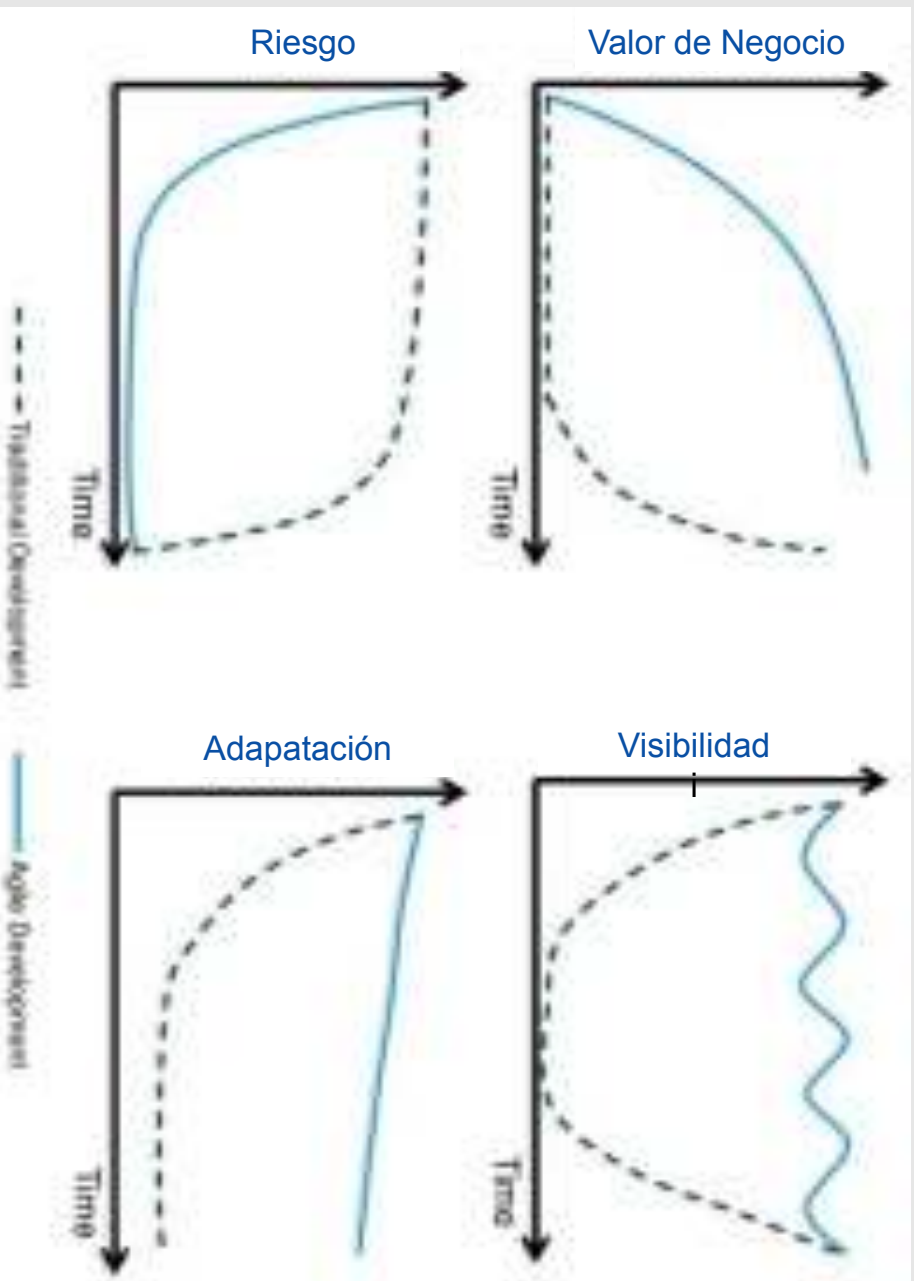 Riesgo
Valor de Negocio
Time
Time
Adapatación
Visibilidad
i
Time
Time
Traditional Development
Agile Development